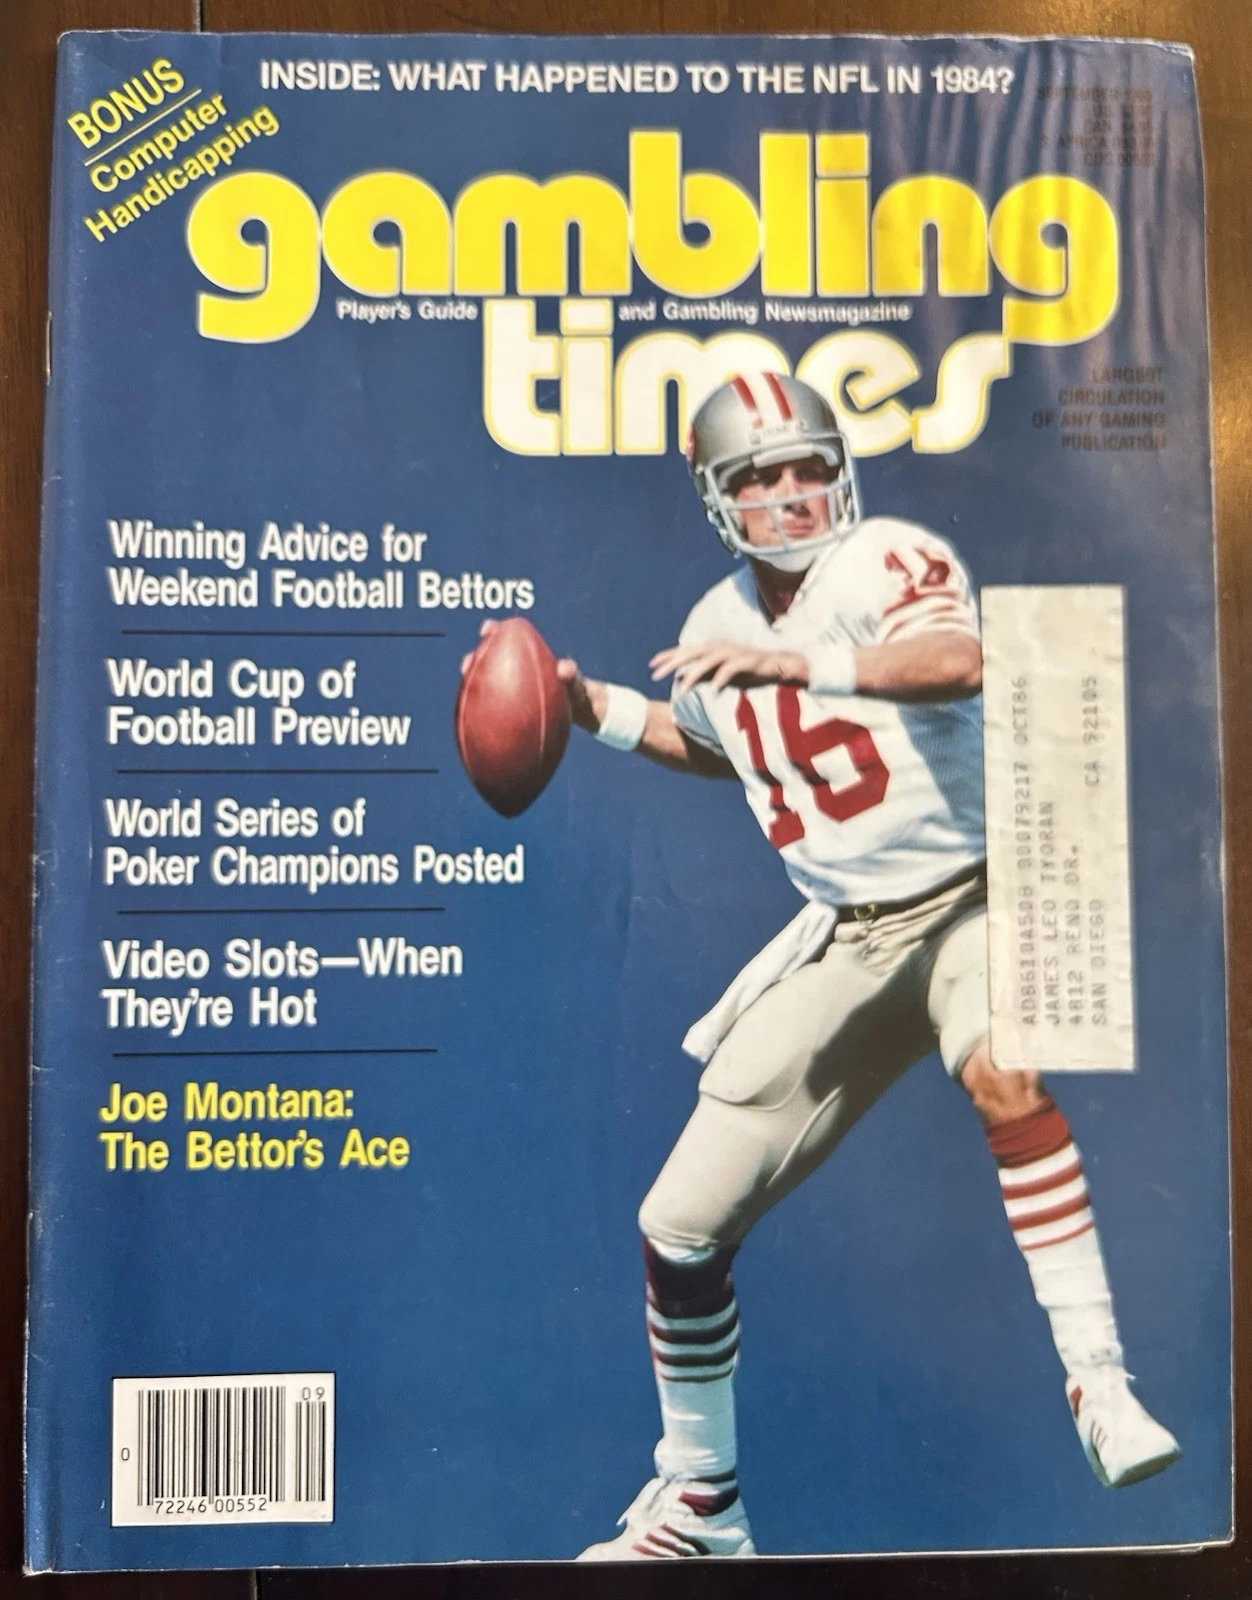 INSIDE: WHAT HAPPENED TO THE NFL IN 1984?
BONUS
Computer
Handicapping
SEPTEMBER
gambling
Player's Guide and Gambling Newsmagazine
times
LARGEST
CIRCULATION
OF ANY GAMING
PUBLICATION
Winning Advice for
Weekend Football Bettors
World Cup of
Football Preview
World Series of
Poker Champions Posted
Video Slots—When
They're Hot
Joe Montana:
The Bettor's Ace
16
16
JAMES LEO
4812 RENO DR.
SAN DIEGO CA 92105
OCT86
09
0
72246 00552